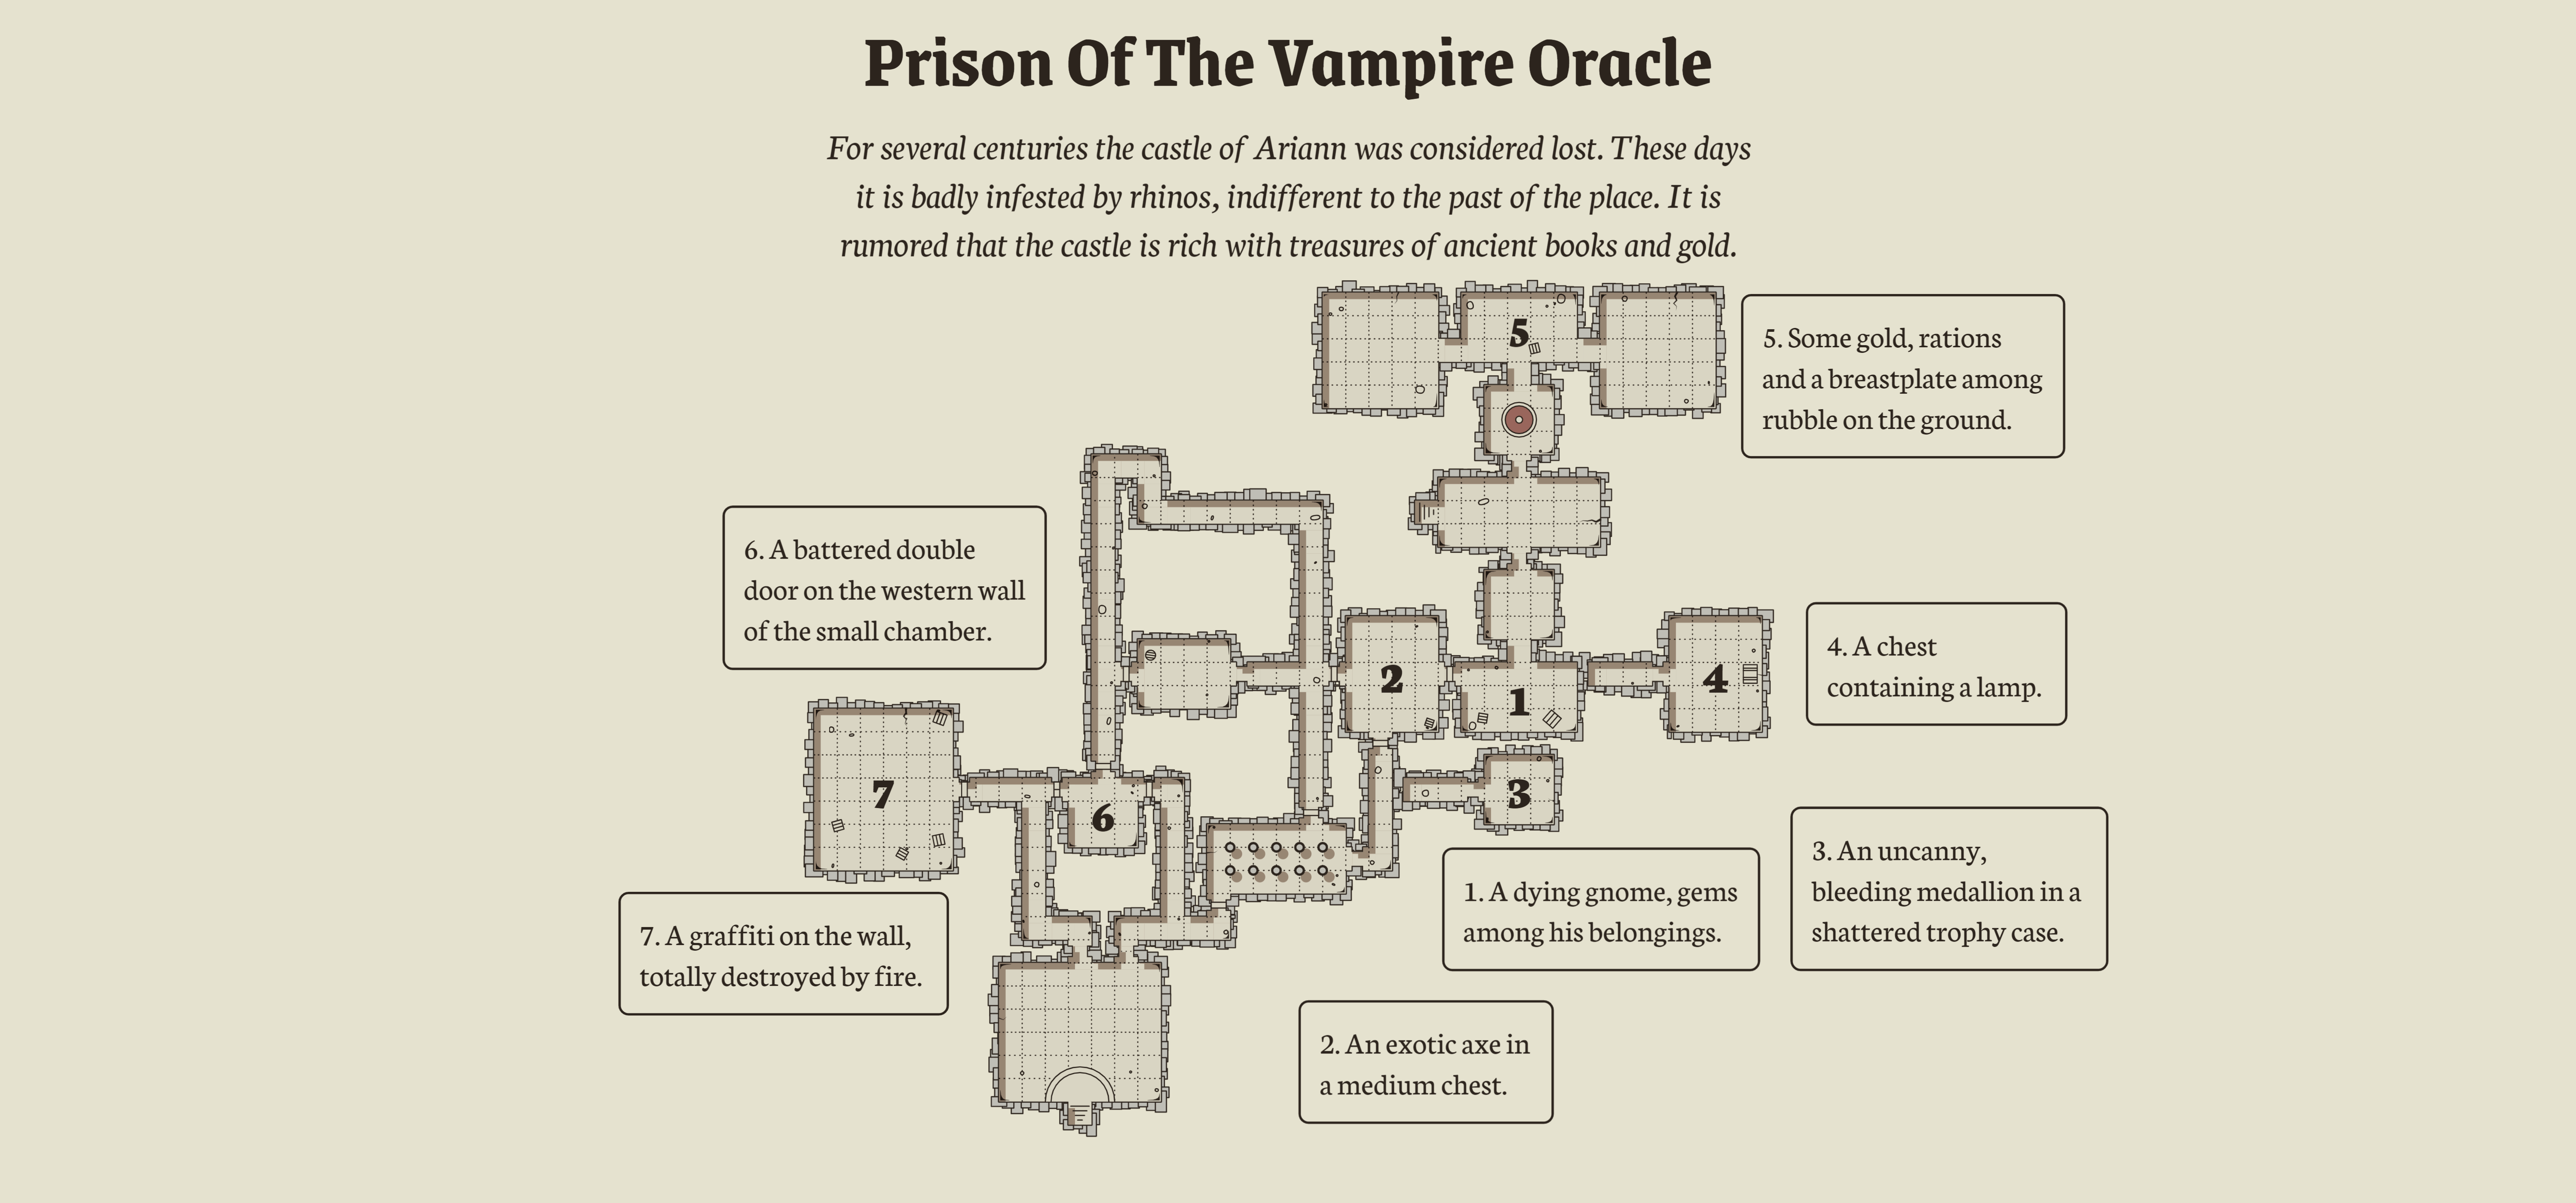 Prison Of The Vampire Oracle
For several centuries the castle of Ariann was considered lost. These days
it is badly infested by rhinos, indifferent to the past of the place. It is
rumored that the castle is rich with treasures of ancient books and gold.
5
5. Some gold, rations
and a breastplate among
rubble on the ground.
6. A battered double
door on the western wall
of the small chamber.
2
1
4
4. A chest
containing a lamp.
7
6
3
3. An uncanny,
bleeding medallion in a
shattered trophy case.
1. A dying gnome, gems
among his belongings.
7. A graffiti on the wall,
totally destroyed by fire.
2. An exotic axe in
a medium chest.